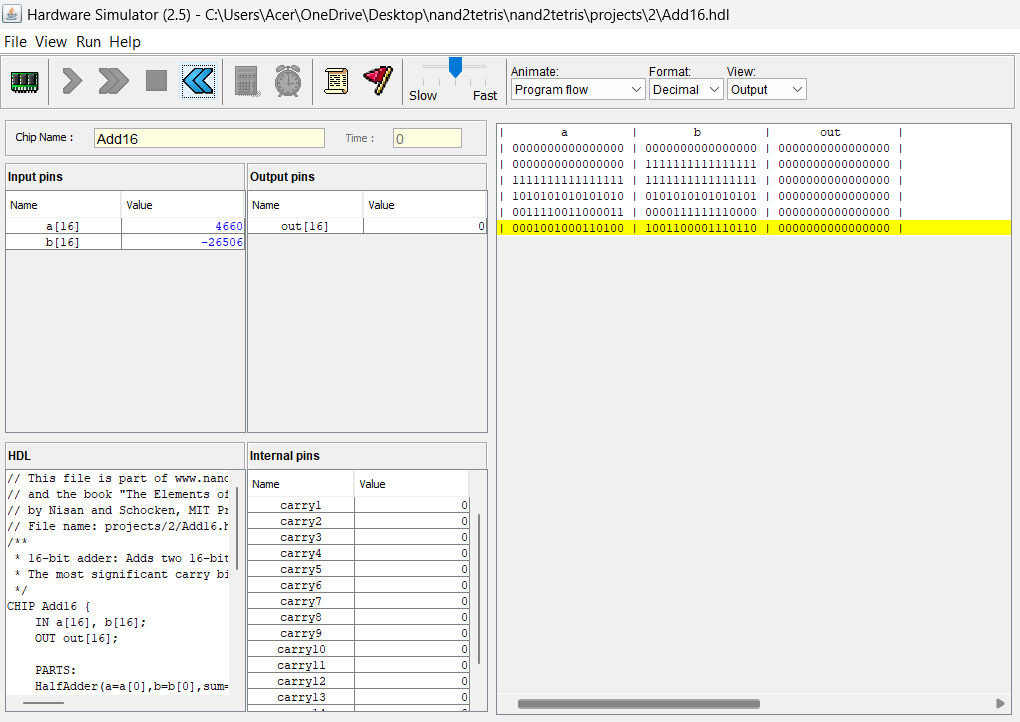 Hardware Simulator (2.5) - C:\Users\Acer\OneDrive\Desktop\nand2tetris\nand2tetris\projects\2\Add16.hdl
File View Run Help
Slow Fast
Animate: Format: View:
Program flow Decimal Output
Chip Name : Add16 Time : 0
Input pins
Name Value
a[16] 4660
b[16] -26506
Output pins
Name Value
out[16] 0
HDL
// This file is part of www.nand
// and the book "The Elements of
// by Nisan and Schocken, MIT Pr
// File name: projects/2/Add16.h
/**
* 16-bit adder: Adds two 16-bit
* The most significant carry bi
*/
CHIP Add16 {
IN a[16], b[16];
OUT out[16];
PARTS:
HalfAdder(a=a[0],b=b[0],sum=
Internal pins
Name Value
carry1 0
carry2 0
carry3 0
carry4 0
carry5 0
carry6 0
carry7 0
carry8 0
carry9 0
carry10 0
carry11 0
carry12 0
carry13 0
| a | b | out |
| 0000000000000000 | 0000000000000000 | 0000000000000000 |
| 0000000000000000 | 1111111111111111 | 0000000000000000 |
| 1111111111111111 | 1111111111111111 | 0000000000000000 |
| 1010101010101010 | 0101010101010101 | 0000000000000000 |
| 0011110011000011 | 0000111111110000 | 0000000000000000 |
| 0001001000110100 | 1001100001110110 | 0000000000000000 |